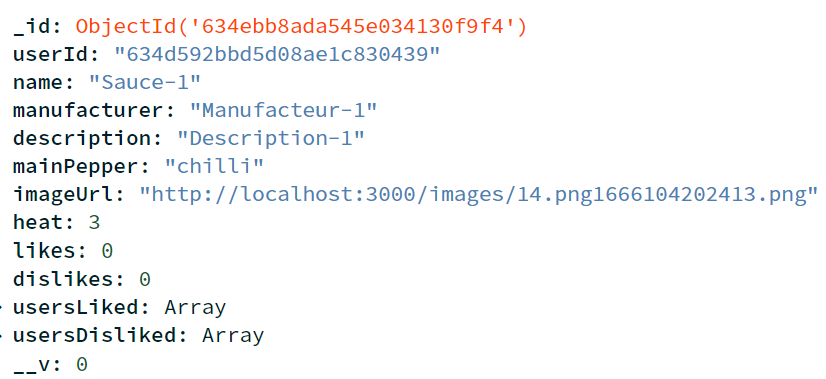 _id: ObjectId('634ebb8ada545e034130f9f4')
userId: "634d592bbd5d08ae1c830439"
name: "Sauce-1"
manufacturer: "Manufacteur-1"
description: "Description-1"
mainPepper: "chilli"
imageUrl: "http://localhost:3000/images/14.png1666104202413.png"
heat: 3
likes: 0
dislikes: 0
usersLiked: Array
usersDisliked: Array
__v: 0